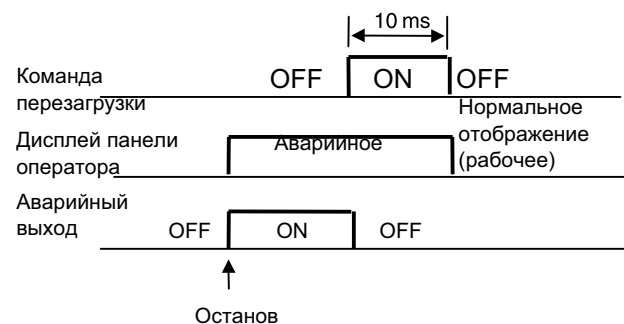 10 ms
Команда
перезагрузки
OFF ON OFF
Нормальное
отображение
(рабочее)
Дисплей панели
оператора
Аварийное
Аварийный
выход
OFF ON OFF
Останов